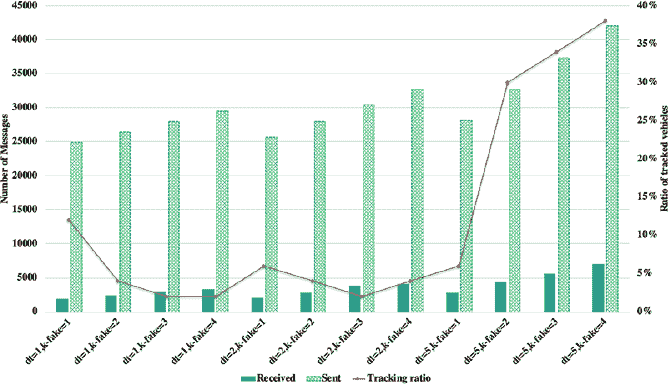 45000
40000
35000
30000
25000
20000
15000
10000
5000
0
Number of Messages
40%
35%
30%
25%
20%
15%
10%
5%
0%
Ratio of tracked vehicles
dt=1,k-fake=1
dt=1,k-fake=2
dt=1,k-fake=3
dt=1,k-fake=4
dt=2,k-fake=1
dt=2,k-fake=2
dt=2,k-fake=3
dt=2,k-fake=4
dt=5,k-fake=1
dt=5,k-fake=2
dt=5,k-fake=3
dt=5,k-fake=4
Received Sent Tracking ratio